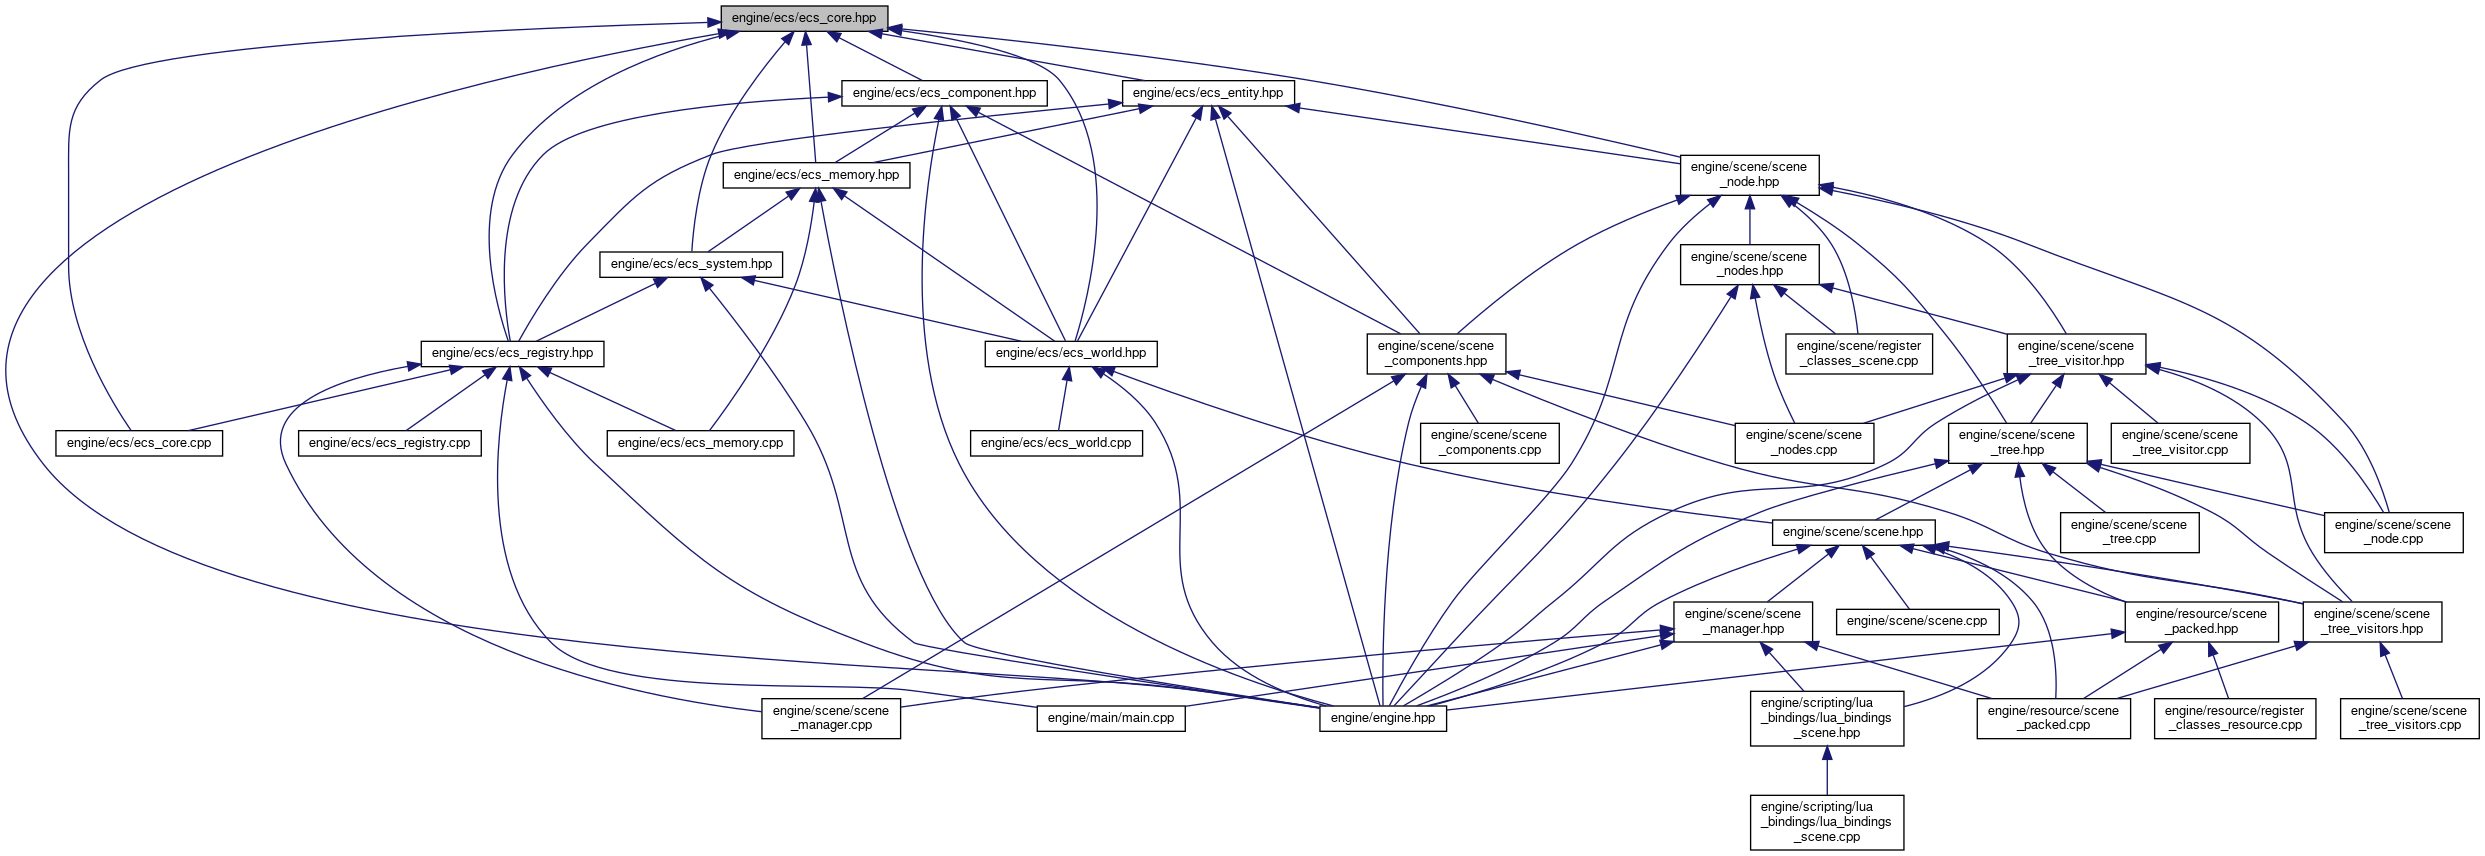 engine/ecs/ecs_core.hpp
engine/ecs/ecs_component.hpp
engine/ecs/ecs_entity.hpp
engine/ecs/ecs_memory.hpp
engine/scene/scene
_node.hpp
engine/ecs/ecs_system.hpp
engine/scene/scene
_nodes.hpp
engine/ecs/ecs_registry.hpp
engine/ecs/ecs_world.hpp
engine/scene/scene
_components.hpp
engine/scene/register
_classes_scene.cpp
engine/scene/scene
_tree_visitor.hpp
engine/ecs/ecs_core.cpp
engine/ecs/ecs_registry.cpp
engine/ecs/ecs_memory.cpp
engine/ecs/ecs_world.cpp
engine/scene/scene
_components.cpp
engine/scene/scene
_nodes.cpp
engine/scene/scene
_tree.hpp
engine/scene/scene
_tree_visitor.cpp
engine/scene/scene.hpp
engine/scene/scene
_tree.cpp
engine/scene/scene
_node.cpp
engine/scene/scene
_manager.hpp
engine/scene/scene.cpp
engine/resource/scene
_packed.hpp
engine/scene/scene
_tree_visitors.hpp
engine/scene/scene
_manager.cpp
engine/main/main.cpp
engine/engine.hpp
engine/scripting/lua
_bindings/lua_bindings
_scene.hpp
engine/resource/scene
_packed.cpp
engine/resource/register
_classes_resource.cpp
engine/scene/scene
_tree_visitors.cpp
engine/scripting/lua
_bindings/lua_bindings
_scene.cpp